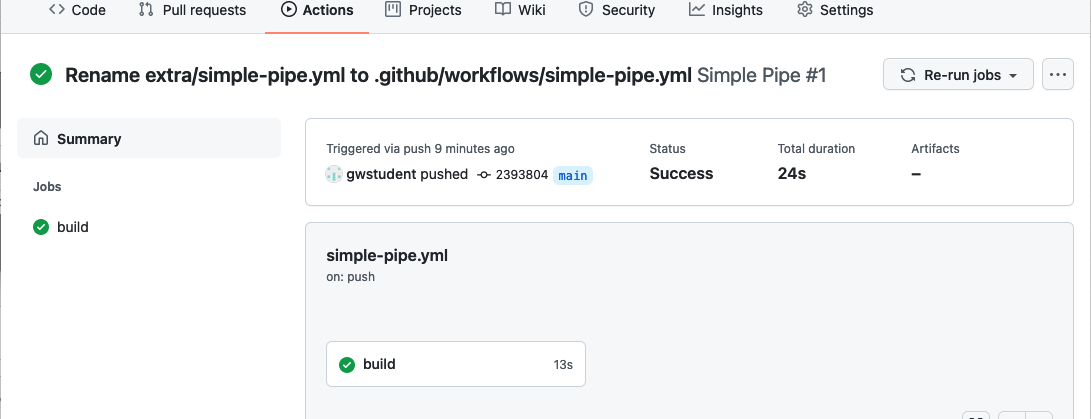 Code Pull requests Actions Projects Wiki Security Insights Settings
Rename extra/simple-pipe.yml to .github/workflows/simple-pipe.yml Simple Pipe #1
Re-run jobs
Summary
Jobs
build
Triggered via push 9 minutes ago
gwstudent pushed 2393804 main
Status
Success
Total duration
24s
Artifacts
–
simple-pipe.yml
on: push
build 13s